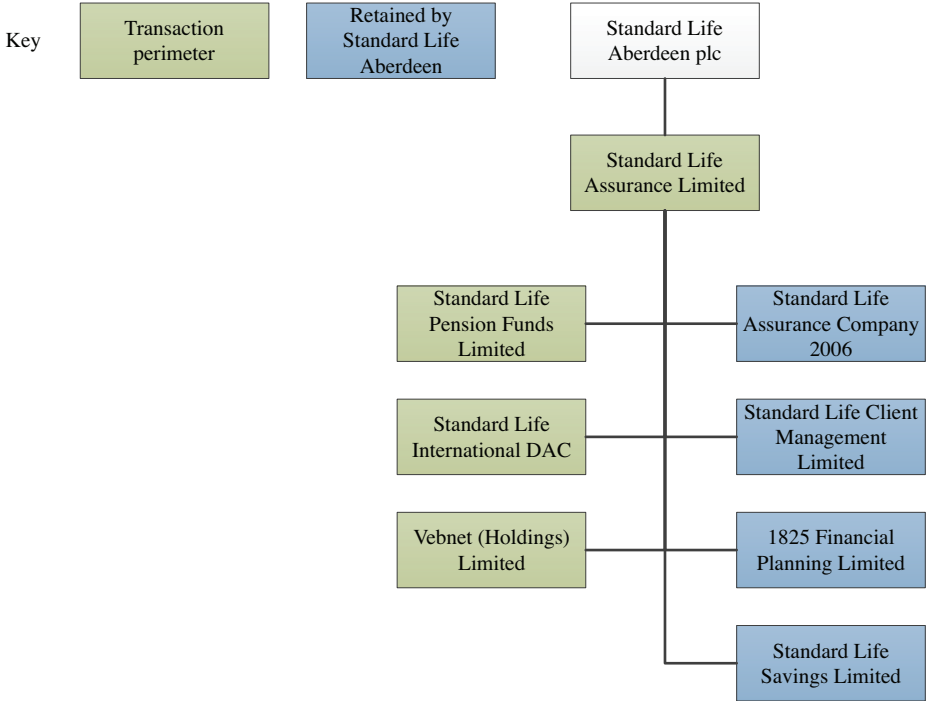 Key
Transaction
perimeter
Retained by
Standard Life
Aberdeen
Standard Life
Aberdeen plc
Standard Life
Assurance Limited
Standard Life
Pension Funds
Limited
Standard Life
Assurance Company
2006
Standard Life
International DAC
Standard Life Client
Management
Limited
Vebnet (Holdings)
Limited
1825 Financial
Planning Limited
Standard Life
Savings Limited